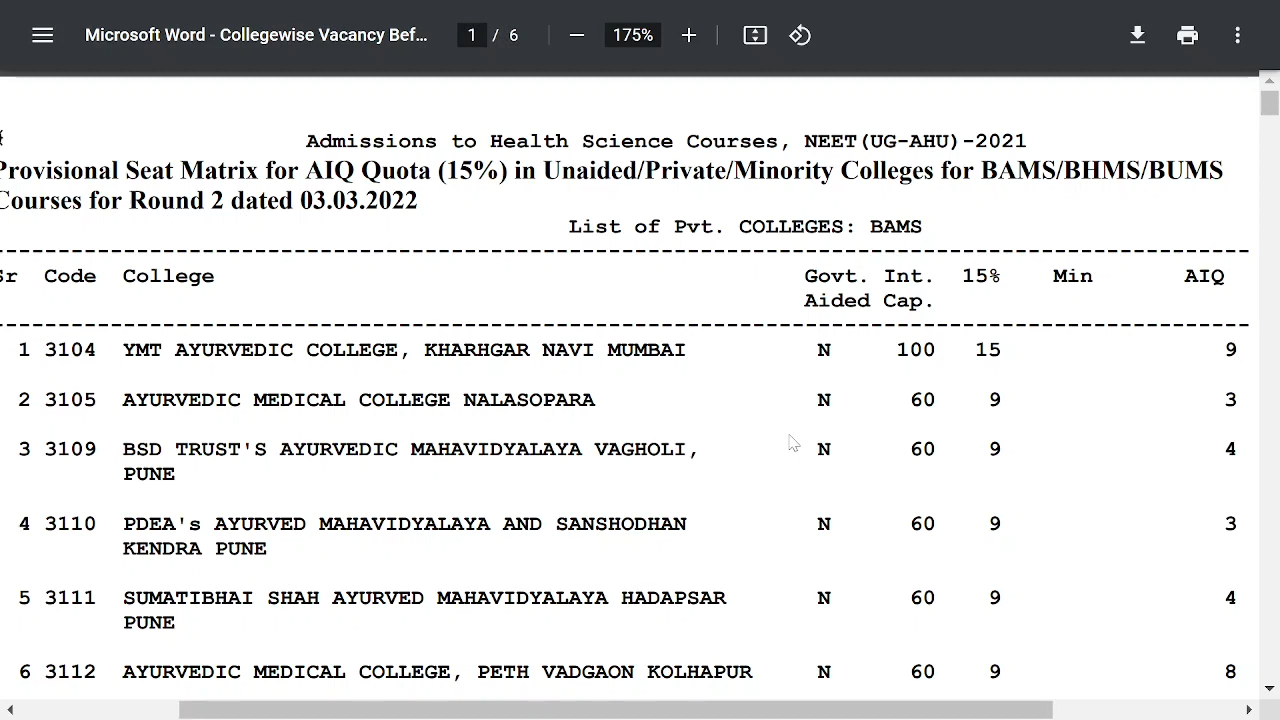 Microsoft Word - Collegewise Vacancy Bef... 1 / 6 175%
Admissions to Health Science Courses, NEET(UG-AHU)-2021
Provisional Seat Matrix for AIQ Quota (15%) in Unaided/Private/Minority Colleges for BAMS/BHMS/BUMS
Courses for Round 2 dated 03.03.2022
List of Pvt. COLLEGES: BAMS
Sr Code College Govt. Int. 15% Min AIQ
Aided Cap.
1 3104 YMT AYURVEDIC COLLEGE, KHARHGAR NAVI MUMBAI N 100 15 9
2 3105 AYURVEDIC MEDICAL COLLEGE NALASOPARA N 60 9 3
3 3109 BSD TRUST'S AYURVEDIC MAHAVIDYALAYA VAGHOLI, N 60 9 4
PUNE
4 3110 PDEA's AYURVED MAHAVIDYALAYA AND SANSHODHAN N 60 9 3
KENDRA PUNE
5 3111 SUMATIBHAI SHAH AYURVED MAHAVIDYALAYA HADAPSAR N 60 9 4
PUNE
6 3112 AYURVEDIC MEDICAL COLLEGE, PETH VADGAON KOLHAPUR N 60 9 8